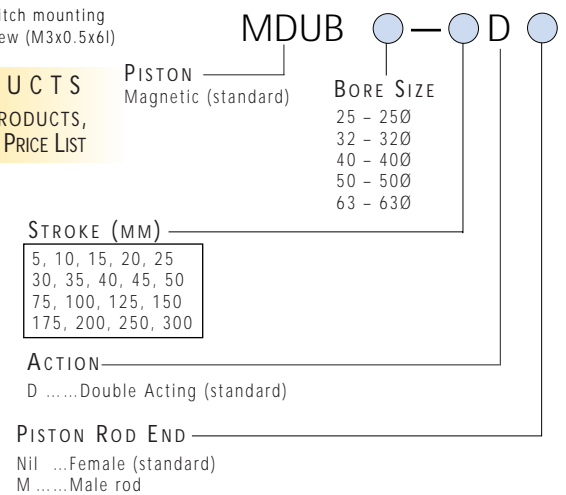 itch mounting
ew (M3x0.5x6l)
UCTS
RODUCTS,
PRICE LIST
MDUB — D
PISTON
Magnetic (standard)
BORE SIZE
25 – 25Ø
32 – 32Ø
40 – 40Ø
50 – 50Ø
63 – 63Ø
STROKE (MM)
5, 10, 15, 20, 25
30, 35, 40, 45, 50
75, 100, 125, 150
175, 200, 250, 300
ACTION
D ......Double Acting (standard)
PISTON ROD END
Nil ...Female (standard)
M ......Male rod